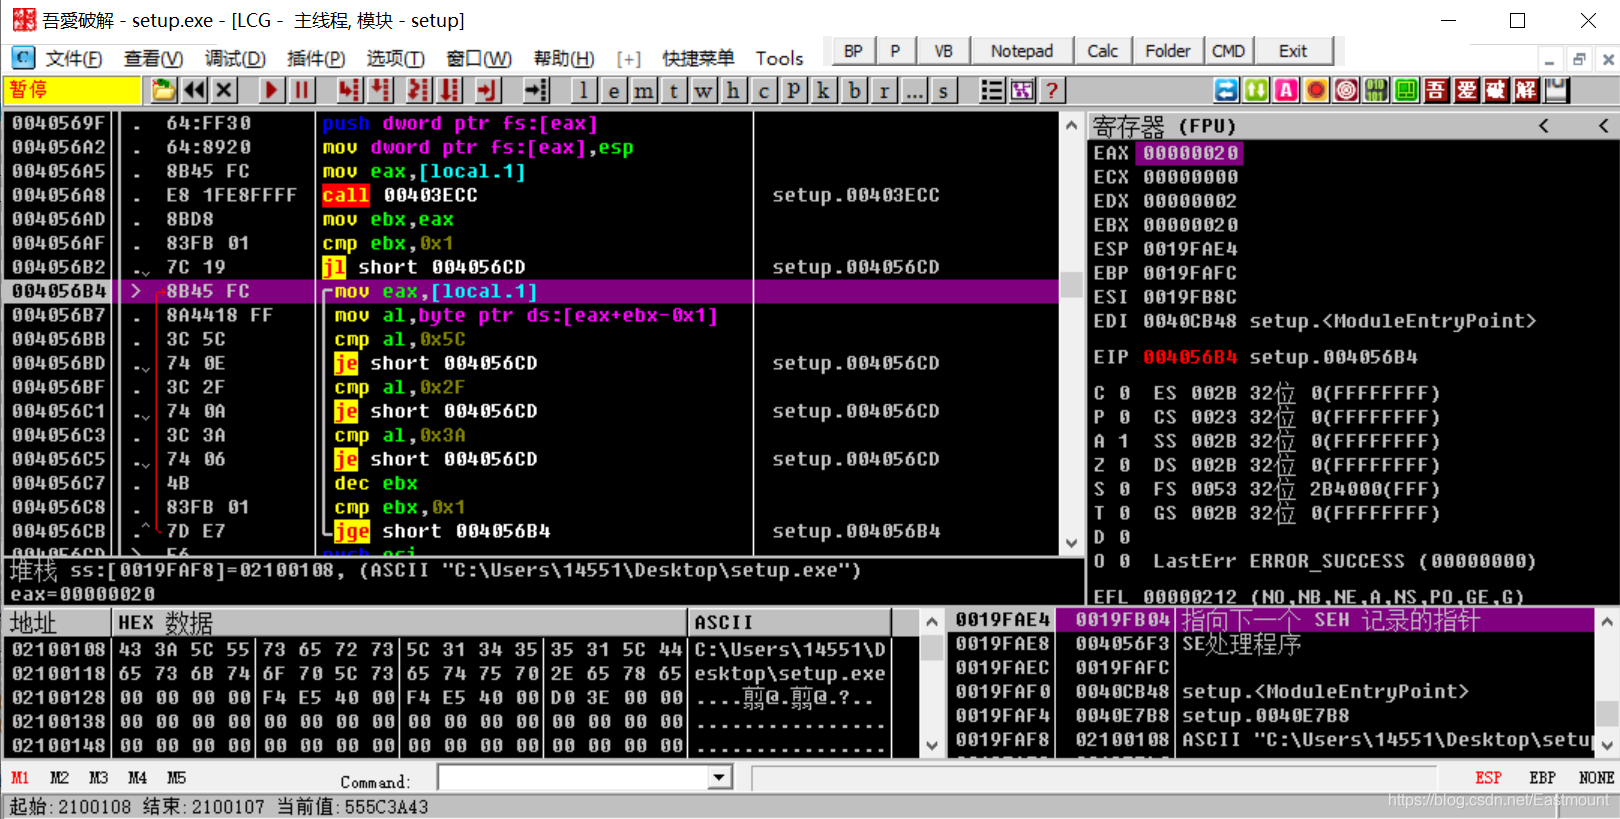 吾愛破解 - setup.exe - [LCG - 主线程, 模块 - setup]
文件(F) 查看(V) 调试(D) 插件(P) 选项(T) 窗口(W) 帮助(H) [+] 快捷菜单 Tools BP P VB Notepad Calc Folder CMD Exit
暂停 l e m t w h c P k b r ... s ? A 吾 爱 破 解
0040569F . 64:FF30 push dword ptr fs:[eax]
004056A2 . 64:8920 mov dword ptr fs:[eax],esp
004056A5 . 8B45 FC mov eax,[local.1]
004056A8 . E8 1FE8FFFF call 00403ECC setup.00403ECC
004056AD . 8BD8 mov ebx,eax
004056AF . 83FB 01 cmp ebx,0x1
004056B2 . 7C 19 jl short 004056CD setup.004056CD
004056B4 > 8B45 FC mov eax,[local.1]
004056B7 . 8A4418 FF mov al,byte ptr ds:[eax+ebx-0x1]
004056BB . 3C 5C cmp al,0x5C
004056BD . 74 0E je short 004056CD setup.004056CD
004056BF . 3C 2F cmp al,0x2F
004056C1 . 74 0A je short 004056CD setup.004056CD
004056C3 . 3C 3A cmp al,0x3A
004056C5 . 74 06 je short 004056CD setup.004056CD
004056C7 . 4B dec ebx
004056C8 . 83FB 01 cmp ebx,0x1
004056CB .^ 7D E7 jge short 004056B4 setup.004056B4
004056CD > 56 push esi
堆栈 ss:[0019FAF8]=02100108, (ASCII "C:\Users\14551\Desktop\setup.exe")
eax=00000020
寄存器 (FPU) < <
EAX 00000020
ECX 00000000
EDX 00000002
EBX 00000020
ESP 0019FAE4
EBP 0019FAFC
ESI 0019FB8C
EDI 0040CB48 setup.<ModuleEntryPoint>
EIP 004056B4 setup.004056B4
C 0 ES 002B 32位 0(FFFFFFFF)
P 0 CS 0023 32位 0(FFFFFFFF)
A 1 SS 002B 32位 0(FFFFFFFF)
Z 0 DS 002B 32位 0(FFFFFFFF)
S 0 FS 0053 32位 2B4000(FFF)
T 0 GS 002B 32位 0(FFFFFFFF)
D 0
O 0 LastErr ERROR_SUCCESS (00000000)
EFL 00000212 (NO,NB,NE,A,NS,PO,GE,G)
地址 HEX 数据 ASCII
02100108 43 3A 5C 55 73 65 72 73 5C 31 34 35 35 31 5C 44 C:\Users\14551\D
02100118 65 73 6B 74 6F 70 5C 73 65 74 75 70 2E 65 78 65 esktop\setup.exe
02100128 00 00 00 00 F4 E5 40 00 F4 E5 40 00 D0 3E 00 00 ....翦@.翦@.?..
02100138 00 00 00 00 00 00 00 00 00 00 00 00 00 00 00 00 ................
02100148 00 00 00 00 00 00 00 00 00 00 00 00 00 00 00 00 ................
0019FAE4 0019FB04 指向下一个 SEH 记录的指针
0019FAE8 004056F3 SE处理程序
0019FAEC 0019FAFC
0019FAF0 0040CB48 setup.<ModuleEntryPoint>
0019FAF4 0040E7B8 setup.0040E7B8
0019FAF8 02100108 ASCII "C:\Users\14551\Desktop\setu
M1 M2 M3 M4 M5 Command: ESP EBP NONE
起始:2100108 结束:2100107 当前值:555C3A43
https://blog.csdn.net/Eastmount